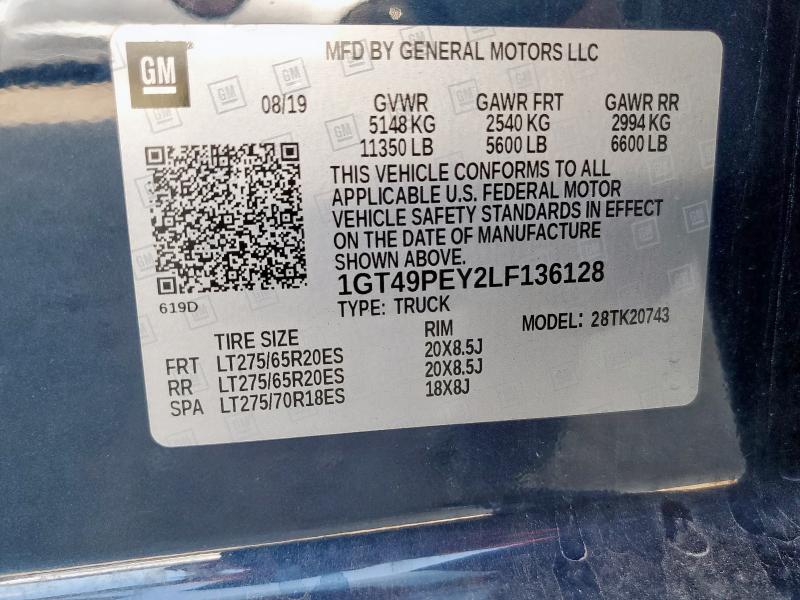 GM
MFD BY GENERAL MOTORS LLC
08/19
GVWR GAWR FRT GAWR RR
5148 KG 2540 KG 2994 KG
11350 LB 5600 LB 6600 LB
THIS VEHICLE CONFORMS TO ALL
APPLICABLE U.S. FEDERAL MOTOR
VEHICLE SAFETY STANDARDS IN EFFECT
ON THE DATE OF MANUFACTURE
SHOWN ABOVE.
1GT49PEY2LF136128
619D
TYPE: TRUCK MODEL: 28TK20743
TIRE SIZE RIM
FRT LT275/65R20ES 20X8.5J
RR LT275/65R20ES 20X8.5J
SPA LT275/70R18ES 18X8J